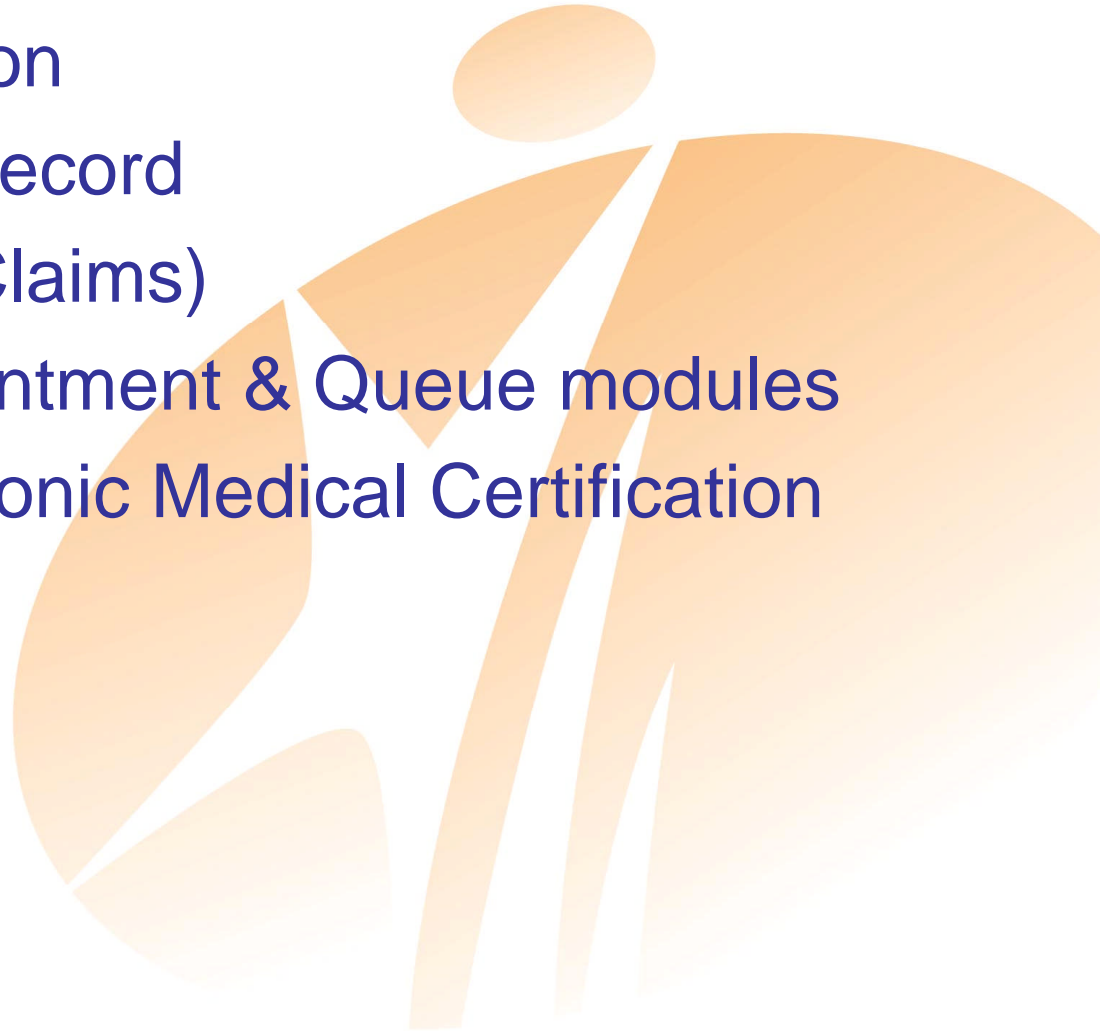 on
ecord
Claims)
ntment & Queue modules
onic Medical Certification